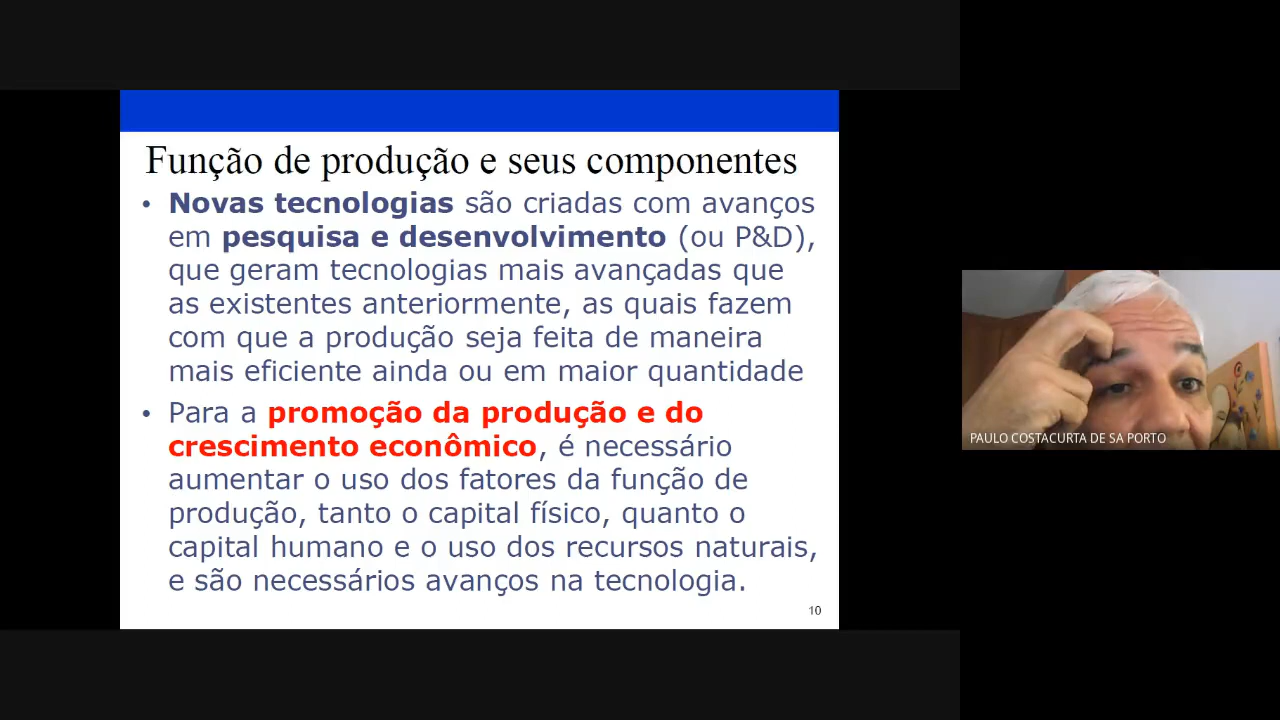 Função de produção e seus componentes
• Novas tecnologias são criadas com avanços
em pesquisa e desenvolvimento (ou P&D),
que geram tecnologias mais avançadas que
as existentes anteriormente, as quais fazem
com que a produção seja feita de maneira
mais eficiente ainda ou em maior quantidade
• Para a promoção da produção e do
crescimento econômico, é necessário
aumentar o uso dos fatores da função de
produção, tanto o capital físico, quanto o
capital humano e o uso dos recursos naturais,
e são necessários avanços na tecnologia.
10
PAULO COSTACURTA DE SA PORTO